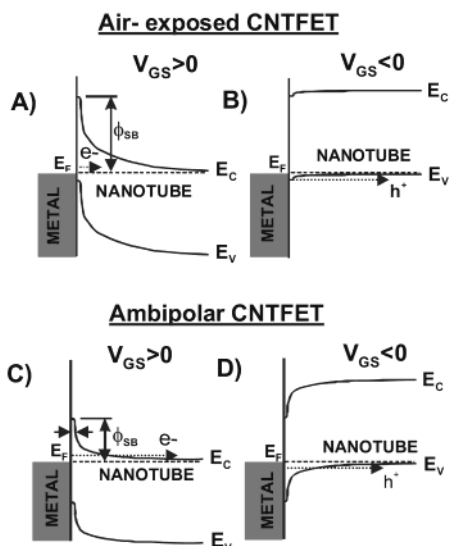 Air- exposed CNTFET
V_GS>0
V_GS<0
A)
B)
E_C
ϕ_SB
E_F
e-
E_C
NANOTUBE
METAL
E_V
E_F
NANOTUBE
E_V
h⁺
METAL
Ambipolar CNTFET
V_GS>0
V_GS<0
C)
D)
E_C
ϕ_SB
e-
E_F
E_C
NANOTUBE
METAL
E_V
E_F
E_V
NANOTUBE
h⁺
METAL